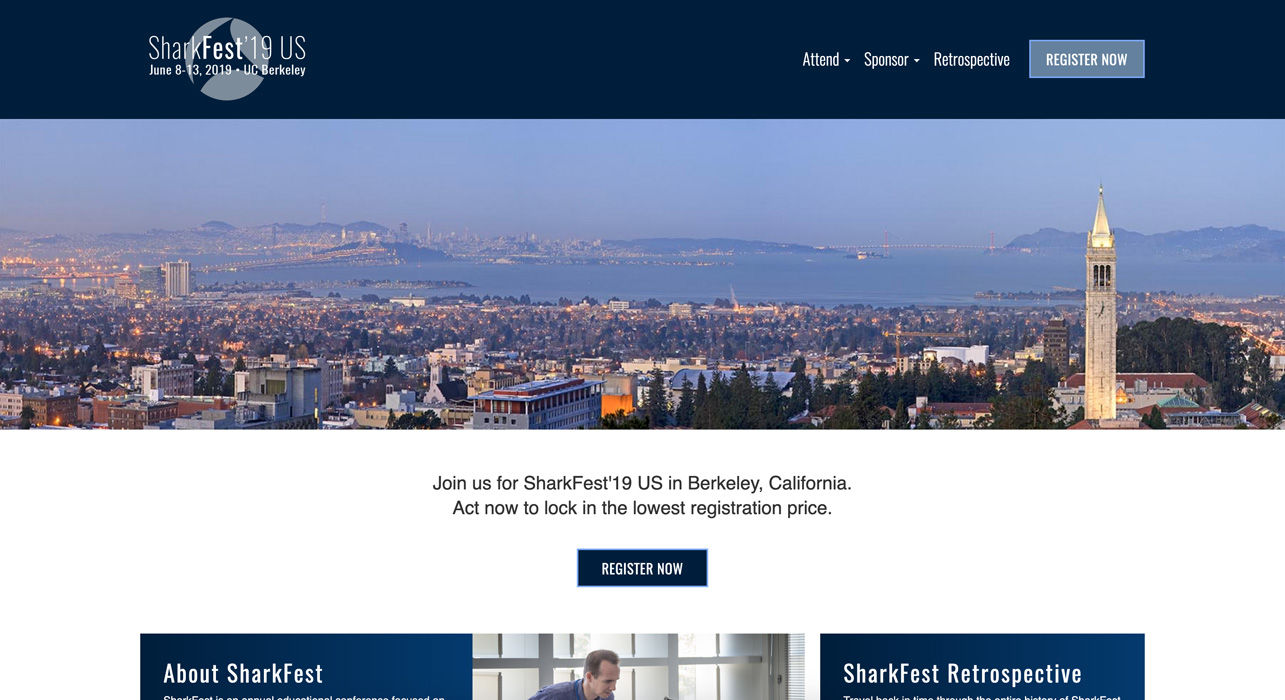 SharkFest'19 US
June 8-13, 2019 • UC Berkeley
Attend Sponsor Retrospective REGISTER NOW
Join us for SharkFest'19 US in Berkeley, California.
Act now to lock in the lowest registration price.
REGISTER NOW
About SharkFest
SharkFest is an annual educational conference focused on
SharkFest Retrospective
Travel back in time through the entire history of SharkFest